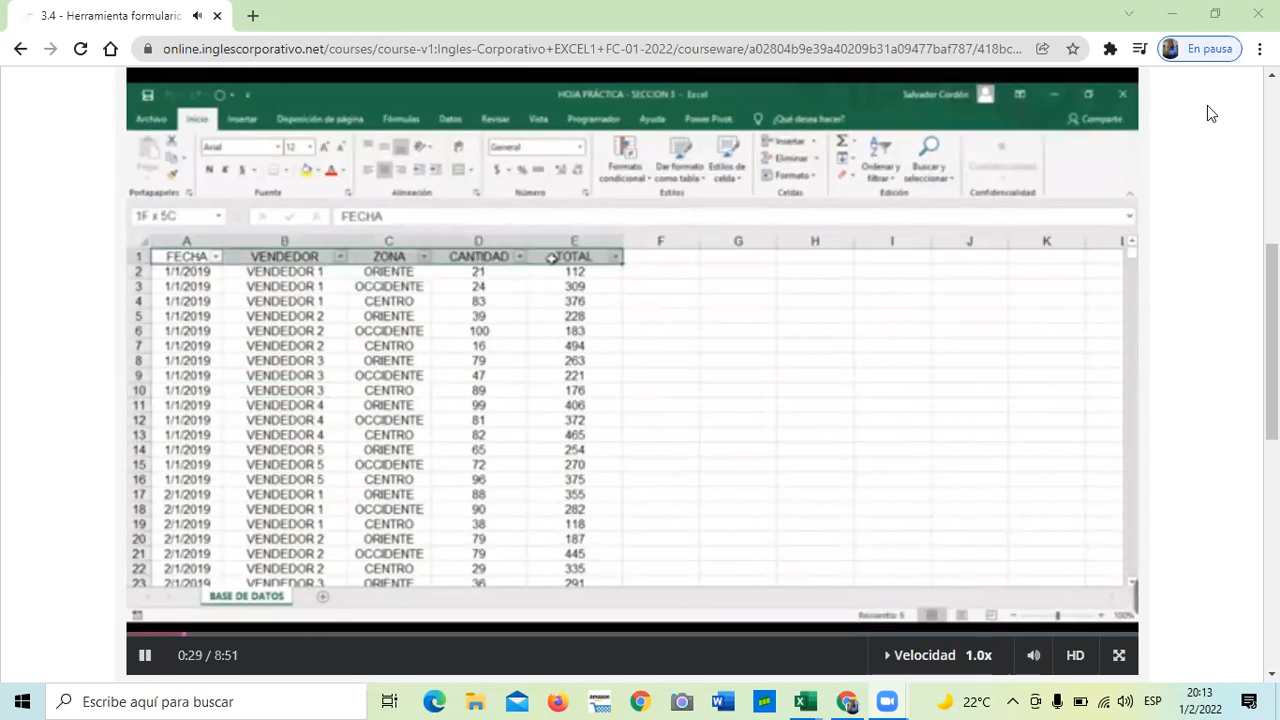 3.4 - Herramienta formulario
online.inglescorporativo.net/courses/course-v1:Ingles-Corporativo+EXCEL1+FC-01-2022/courseware/a02834b9e39a40209b31a09477baf787/418bc...
En pausa
HOJA PRÁCTICA - SECCION 3 - Excel
Salvador Cordón
Archivo Inicio Insertar Disposición de página Fórmulas Datos Revisar Vista Programador Ayuda Power Pivot ¿Qué desea hacer? Compartir
Arial 12 General Insertar
Formato condicional Dar formato como tabla Estilos de celda Eliminar Ordenar y filtrar Buscar y seleccionar Confidencialidad
N K S Formato
Portapapeles Fuente Alineación Número Estilos Celdas Edición Confidencialidad
1F x 5C FECHA
A B C D E F G H I J K
1 FECHA VENDEDOR ZONA CANTIDAD TOTAL
2 1/1/2019 VENDEDOR 1 ORIENTE 21 112
3 1/1/2019 VENDEDOR 1 OCCIDENTE 24 309
4 1/1/2019 VENDEDOR 1 CENTRO 83 376
5 1/1/2019 VENDEDOR 2 ORIENTE 39 228
6 1/1/2019 VENDEDOR 2 OCCIDENTE 100 183
7 1/1/2019 VENDEDOR 2 CENTRO 16 494
8 1/1/2019 VENDEDOR 3 ORIENTE 79 263
9 1/1/2019 VENDEDOR 3 OCCIDENTE 47 221
10 1/1/2019 VENDEDOR 3 CENTRO 89 176
11 1/1/2019 VENDEDOR 4 ORIENTE 99 406
12 1/1/2019 VENDEDOR 4 OCCIDENTE 81 372
13 1/1/2019 VENDEDOR 4 CENTRO 82 465
14 1/1/2019 VENDEDOR 5 ORIENTE 65 254
15 1/1/2019 VENDEDOR 5 OCCIDENTE 72 270
16 1/1/2019 VENDEDOR 5 CENTRO 96 375
17 2/1/2019 VENDEDOR 1 ORIENTE 88 355
18 2/1/2019 VENDEDOR 1 OCCIDENTE 90 282
19 2/1/2019 VENDEDOR 1 CENTRO 38 118
20 2/1/2019 VENDEDOR 2 ORIENTE 79 187
21 2/1/2019 VENDEDOR 2 OCCIDENTE 79 445
22 2/1/2019 VENDEDOR 2 CENTRO 29 335
23 2/1/2019 VENDEDOR 3 ORIENTE 36 291
BASE DE DATOS
Recuento: 5 100%
0:29 / 8:51 Velocidad 1.0x HD
Escribe aquí para buscar
amazon
22°C
ESP
20:13
1/2/2022